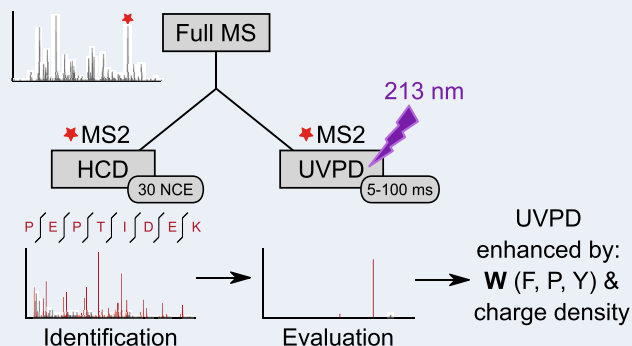 Full MS
213 nm
MS2
MS2
HCD
UVPD
30 NCE
5-100 ms
P E P T I D E K
UVPD
enhanced by:
W (F, P, Y) &
charge density
Identification
Evaluation